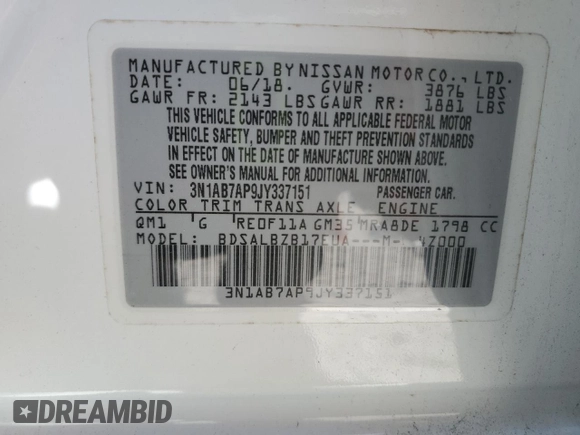 MANUFACTURED BY NISSAN MOTOR CO., LTD.
DATE: 06/18. GVWR: 3876 LBS
GAWR FR: 2143 LBS GAWR RR: 1881 LBS
THIS VEHICLE CONFORMS TO ALL APPLICABLE FEDERAL MOTOR
VEHICLE SAFETY, BUMPER AND THEFT PREVENTION STANDARDS
IN EFFECT ON THE DATE OF MANUFACTURE SHOWN ABOVE.
SEE OWNER'S MANUAL FOR ADDITIONAL INFORMATION.
VIN: 3N1AB7AP9JY337151 PASSENGER CAR.
COLOR TRIM TRANS AXLE ENGINE
QM1 G RE0F11A GM35 MRA8DE 1798 CC
MODEL: BDSALBZB17EUA---M- JZ000
3N1AB7AP9JY337151
DREAMBID